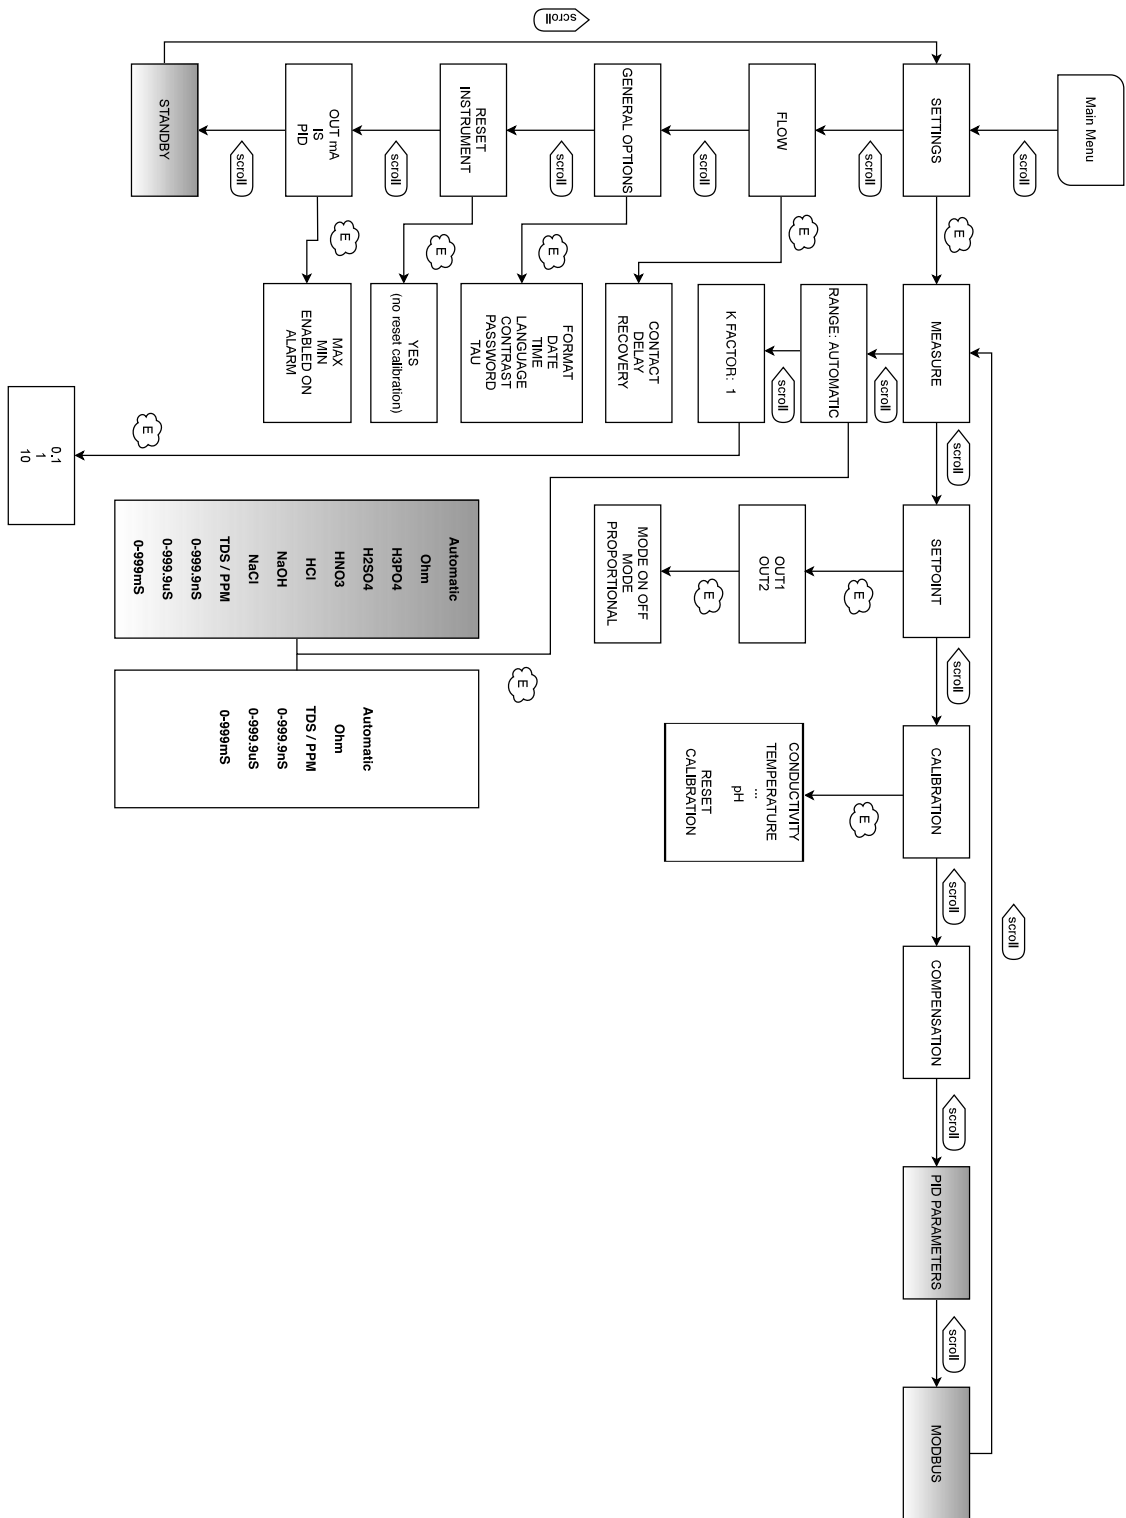 Main Menu
scroll
SETTINGS
scroll
FLOW
scroll
GENERAL OPTIONS
scroll
RESET
INSTRUMENT
scroll
OUT mA
IS
PID
scroll
STANDBY
scroll
E
MEASURE
scroll
RANGE: AUTOMATIC
scroll
K FACTOR: 1
E
CONTACT
DELAY
RECOVERY
E
FORMAT
DATE
TIME
LANGUAGE
CONTRAST
PASSWORD
TAU
E
YES
(no reset calibration)
E
MAX
MIN
ENABLED ON
ALARM
E
0.1
1
10
scroll
SETPOINT
E
OUT1
OUT2
E
MODE ON OFF
MODE
PROPORTIONAL
Automatic
Ohm
H3PO4
H2SO4
HNO3
HCl
NaOH
NaCl
TDS / PPM
0-999.9nS
0-999.9uS
0-999mS
E
Automatic
Ohm
TDS / PPM
0-999.9nS
0-999.9uS
0-999mS
scroll
CALIBRATION
E
CONDUCTIVITY
TEMPERATURE
...
pH
RESET
CALIBRATION
scroll
COMPENSATION
scroll
scroll
PID PARAMETERS
scroll
MODBUS
E